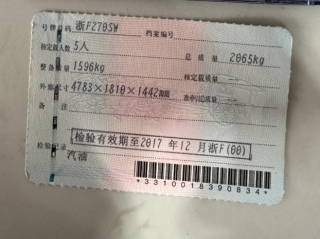 号牌号码 浙F270SW 档案编号
核定载人数 5人 总质量 2065kg
整备质量 1596kg 核定载质量 --
外廓尺寸 4783×1810×1442mm 准牵引总质量 --
备注
检验有效期至2017年12月浙F(00)
检验记录 汽油
*3310018390834*